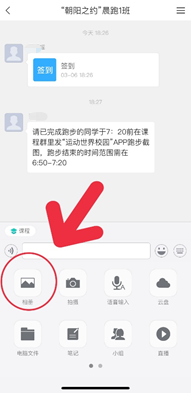 “朝阳之约”晨跑1班
今天 18:26
签到
签到
03-06 18:26
18:27
请已完成跑步的同学于7：20前在课
程群里发“运动世界校园”APP跑步截
图，跑步结束的时间范围需在
6:50-7:20
课程
相册
拍摄
语音输入
云盘
电脑文件
笔记
小组
直播